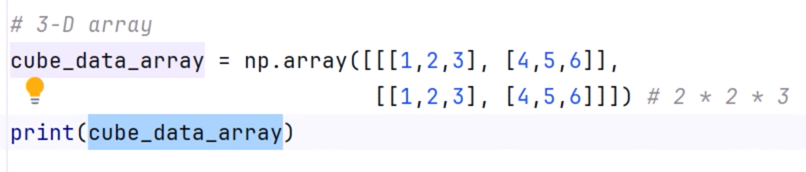 # 3-D array
cube_data_array = np.array([[[1,2,3], [4,5,6]],
[[1,2,3], [4,5,6]]]) # 2 * 2 * 3
print(cube_data_array)